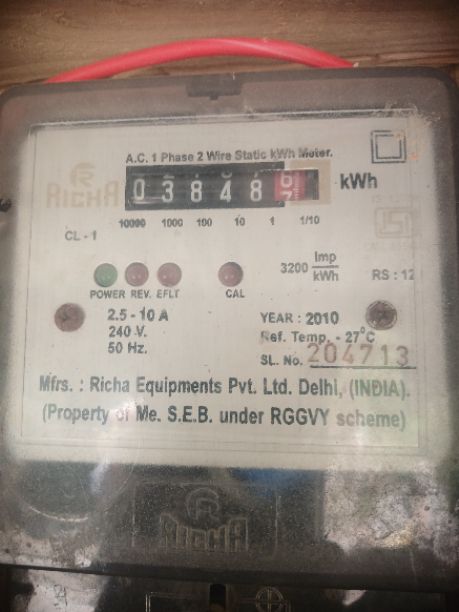 A.C. 1 Phase 2 Wire Static kWh Meter.
RICHA
0 3 8 4 8 kWh
10000 1000 100 10 1 1/10
CL - 1
3200 Imp/kWh
RS : 12
POWER REV. EFLT CAL
2.5 - 10 A
240 V.
50 Hz.
YEAR : 2010
Ref. Temp. - 27°C
SL. No. 204713
Mfrs. : Richa Equipments Pvt. Ltd. Delhi, (INDIA).
(Property of Me. S.E.B. under RGGVY scheme)
RICHA